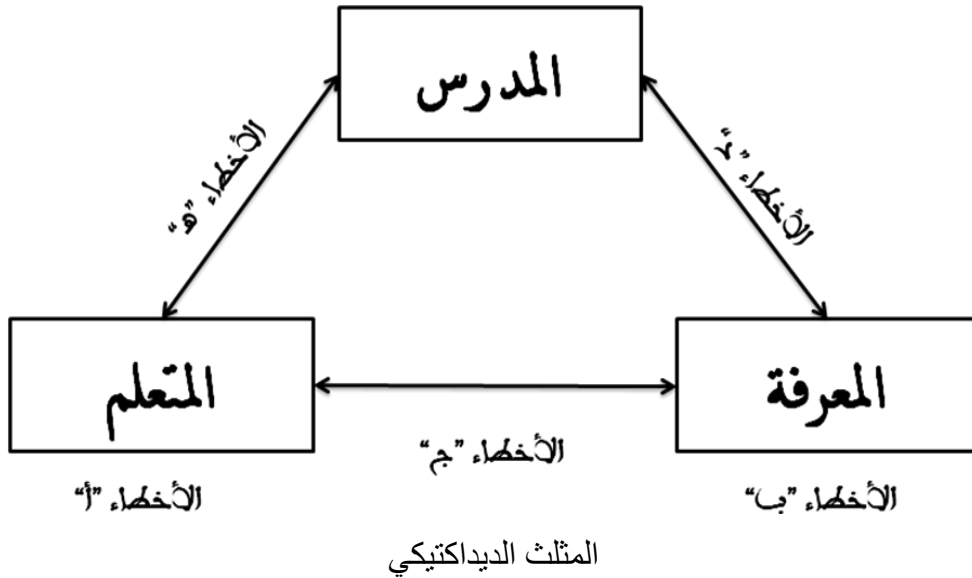 المدرس
الأخطاء "هـ"
الأخطاء "د"
المتعلم
المعرفة
الأخطاء "ج"
الأخطاء "أ"
الأخطاء "ب"
المثلث الديداكتيكي